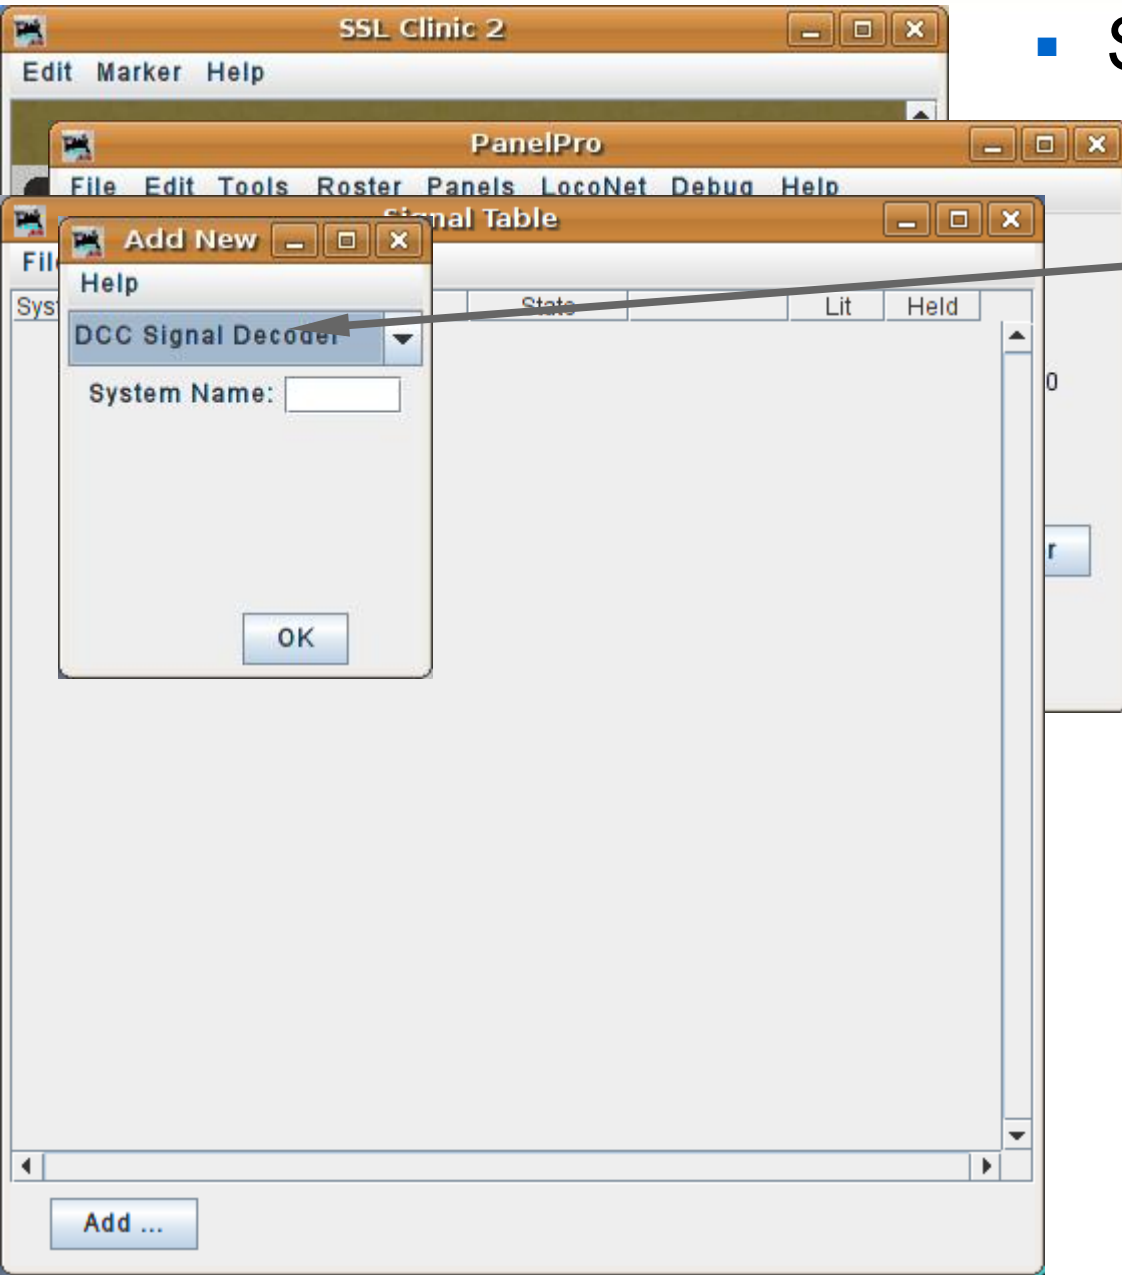 SSL Clinic 2
S
Edit Marker Help
PanelPro
File Edit Tools Roster Panels LocoNet Debug Help
Signal Table
Add New
Fil
Help
Sys State Lit Held
DCC Signal Decoder
System Name:
0
r
OK
Add ...